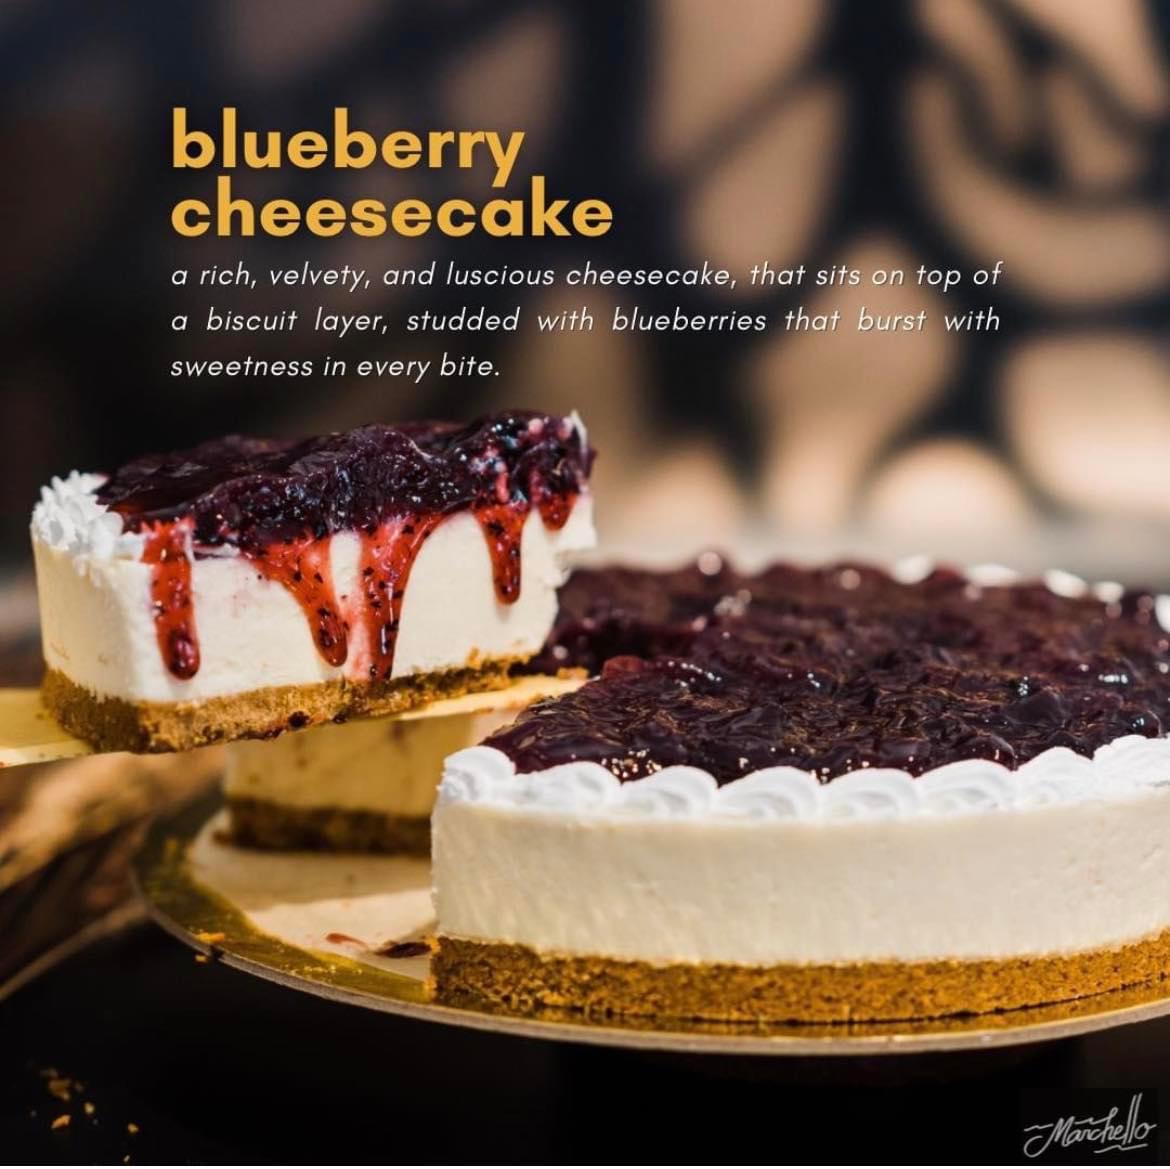 blueberry
cheesecake
a rich, velvety, and luscious cheesecake, that sits on top of
a biscuit layer, studded with blueberries that burst with
sweetness in every bite.
Marchello